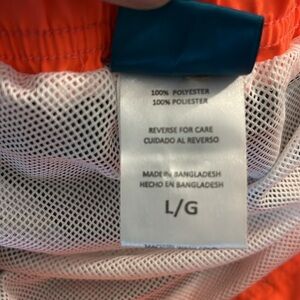 100% POLYESTER
100% POLIESTER
REVERSE FOR CARE
CUIDADO AL REVERSO
MADE IN BANGLADESH
HECHO EN BANGLADESH
L/G